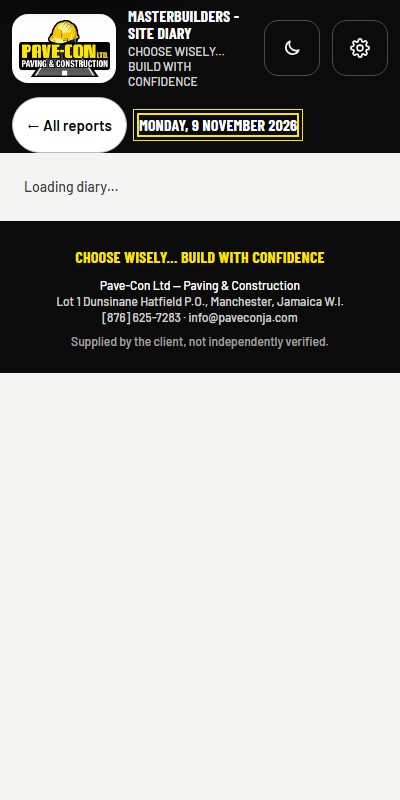 PAVE-CON LTD.
PAVING & CONSTRUCTION
MASTERBUILDERS -
SITE DIARY
CHOOSE WISELY...
BUILD WITH
CONFIDENCE
← All reports
MONDAY, 9 NOVEMBER 2026
Loading diary...
CHOOSE WISELY... BUILD WITH CONFIDENCE
Pave-Con Ltd — Paving & Construction
Lot 1 Dunsinane Hatfield P.O., Manchester, Jamaica W.I.
[876] 625-7283 · info@paveconja.com
Supplied by the client, not independently verified.